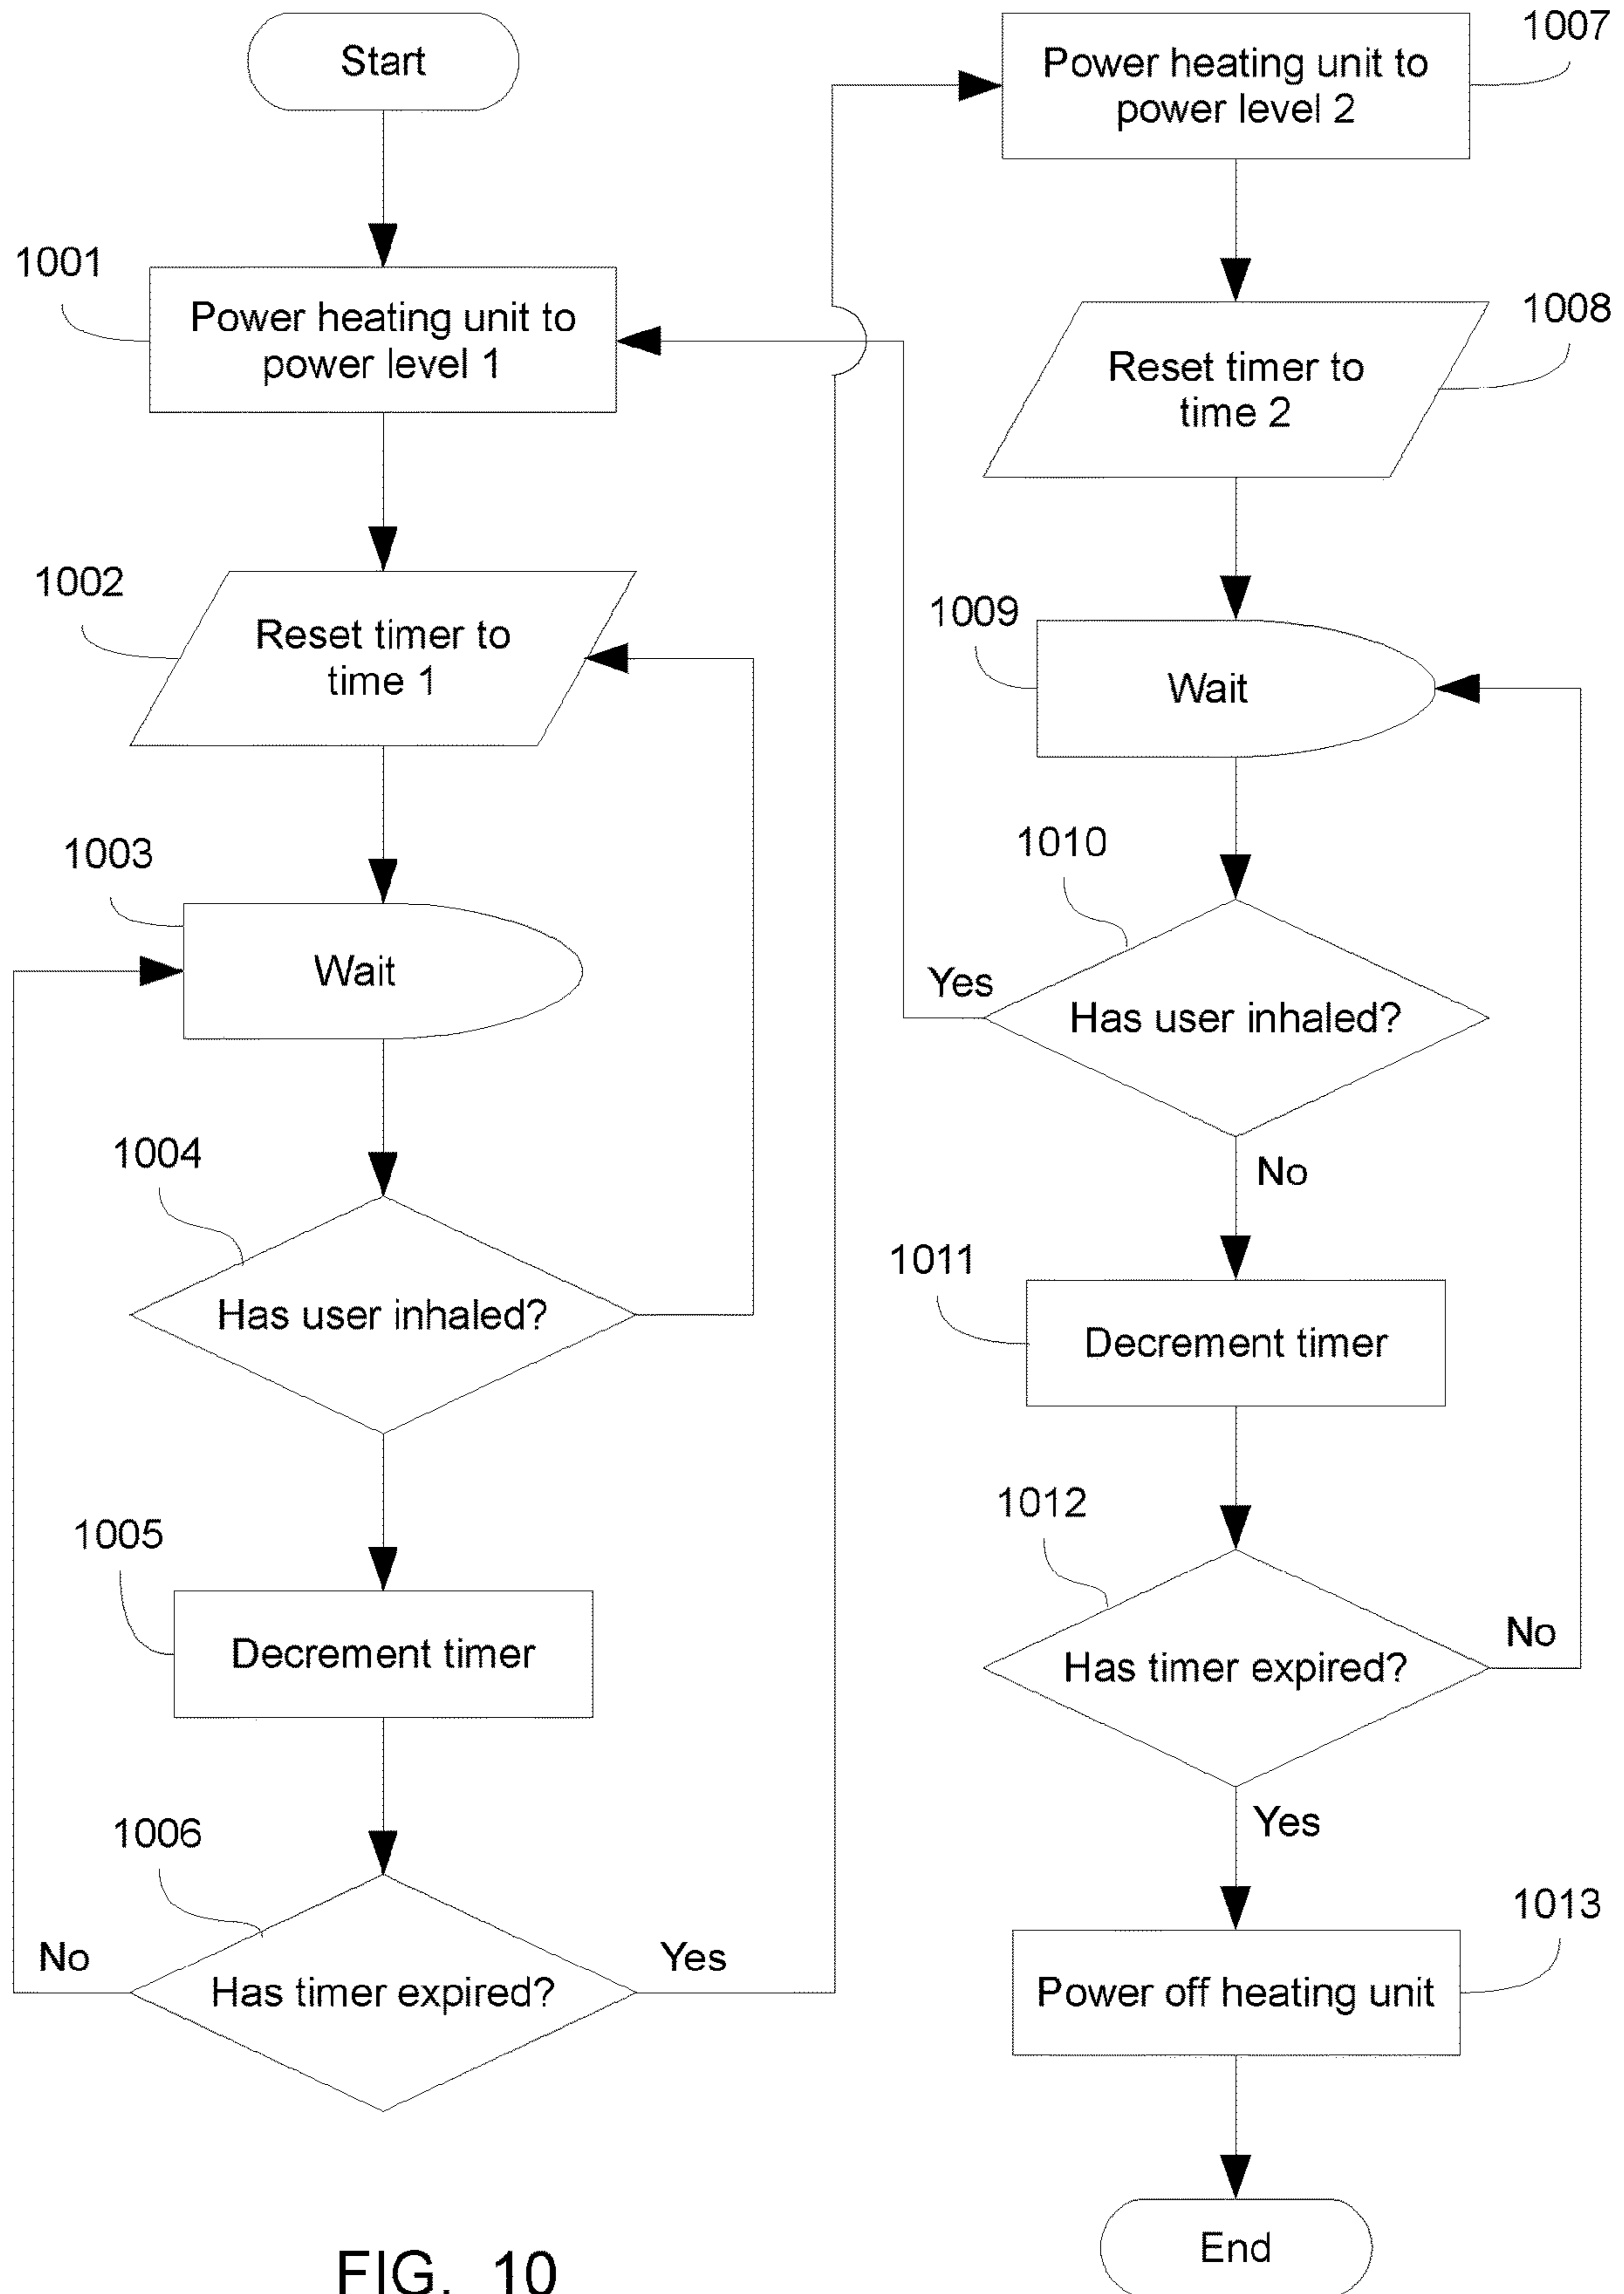 Start
1001
Power heating unit to
power level 1
1002
Reset timer to
time 1
1003
Wait
1004
Has user inhaled?
1005
Decrement timer
1006
No
Has timer expired?
Yes
1007
Power heating unit to
power level 2
1008
Reset timer to
time 2
1009
Wait
1010
Yes
Has user inhaled?
No
1011
Decrement timer
1012
Has timer expired?
No
Yes
1013
Power off heating unit
End
FIG. 10